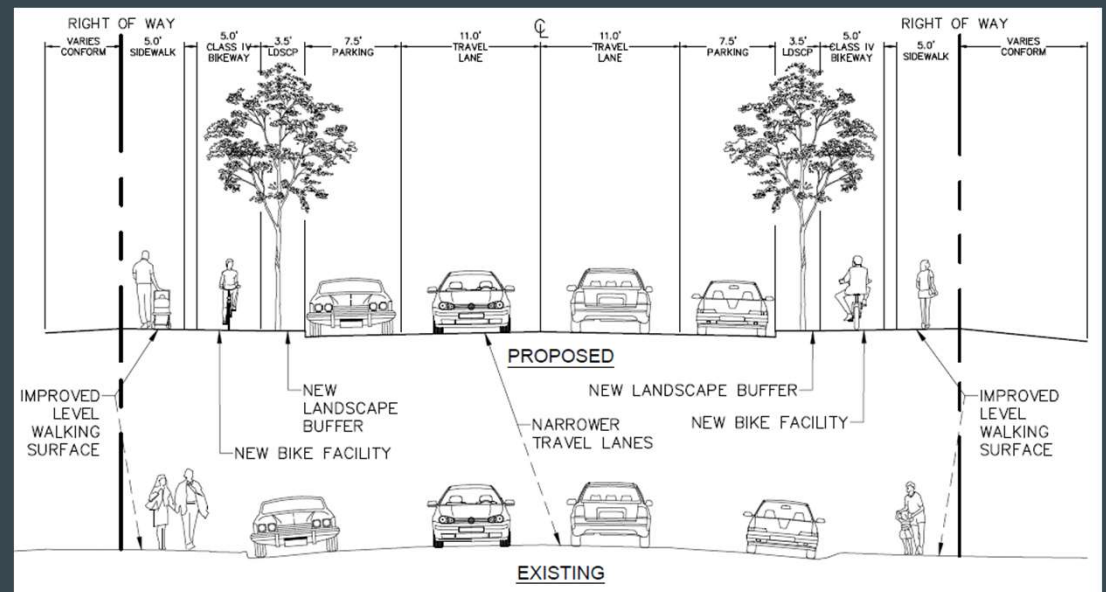 RIGHT OF WAY
℄
RIGHT OF WAY
VARIES
CONFORM
5.0'
SIDEWALK
5.0'
CLASS IV
BIKEWAY
3.5'
LDSCP
7.5'
PARKING
11.0'
TRAVEL
LANE
11.0'
TRAVEL
LANE
7.5'
PARKING
3.5'
LDSCP
5.0'
CLASS IV
BIKEWAY
5.0'
SIDEWALK
VARIES
CONFORM
PROPOSED
IMPROVED
LEVEL
WALKING
SURFACE
NEW
LANDSCAPE
BUFFER
NEW BIKE FACILITY
NARROWER
TRAVEL LANES
NEW LANDSCAPE BUFFER
NEW BIKE FACILITY
IMPROVED
LEVEL
WALKING
SURFACE
EXISTING